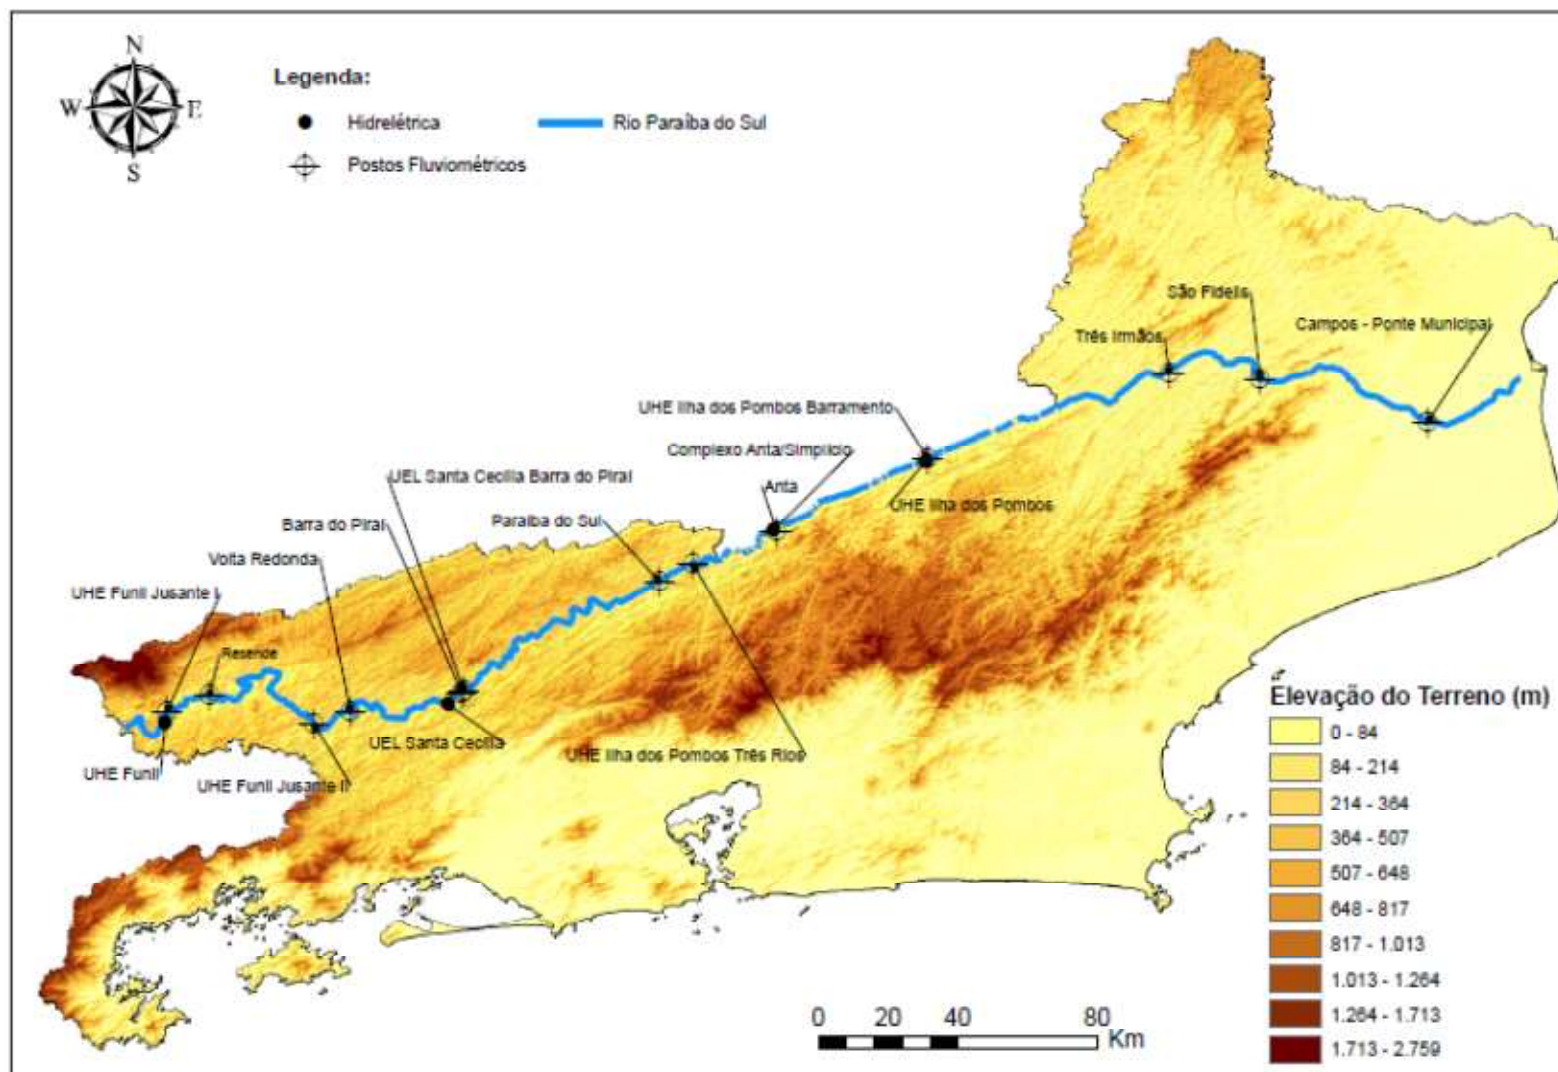 N
W E
S
Legenda:
Hidrelétrica
Rio Paraíba do Sul
Postos Fluviométricos
São Fidelis
Três Irmãos
Campos - Ponte Municipal
UHE Ilha dos Pombos Barramento
Complexo Anta/Simplicio
UEL Santa Cecília Barra do Piraí
Anta
UHE Ilha dos Pombos
Barra do Piraí
Paraíba do Sul
Volta Redonda
UHE Funil Jusante I
Resende
UEL Santa Cecília
UHE Ilha dos Pombos Três Rios
UHE Funil
UHE Funil Jusante II
Elevação do Terreno (m)
0 - 84
84 - 214
214 - 364
364 - 507
507 - 648
648 - 817
817 - 1.013
1.013 - 1.264
1.264 - 1.713
1.713 - 2.759
0 20 40 80
Km